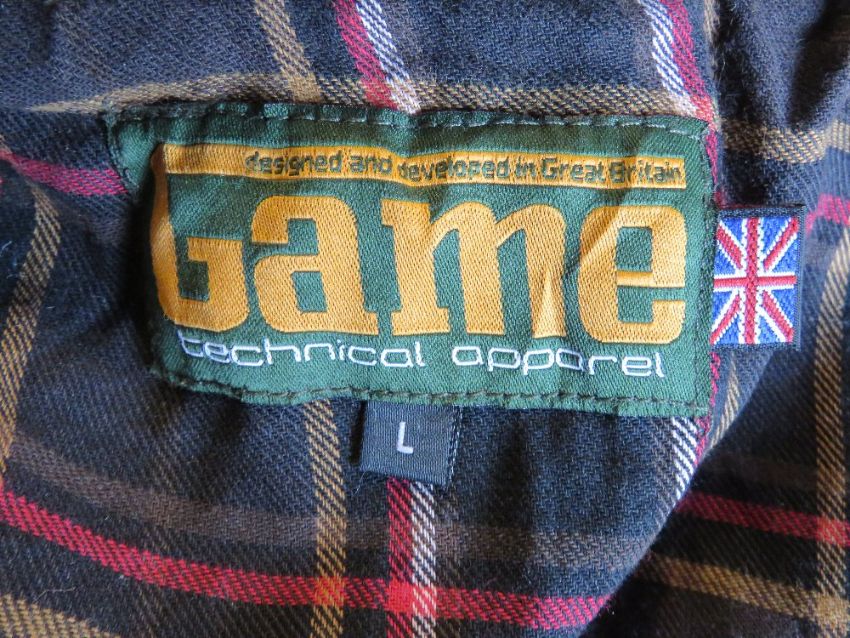 designed and developed in Great Britain
Game
technical apparel
L